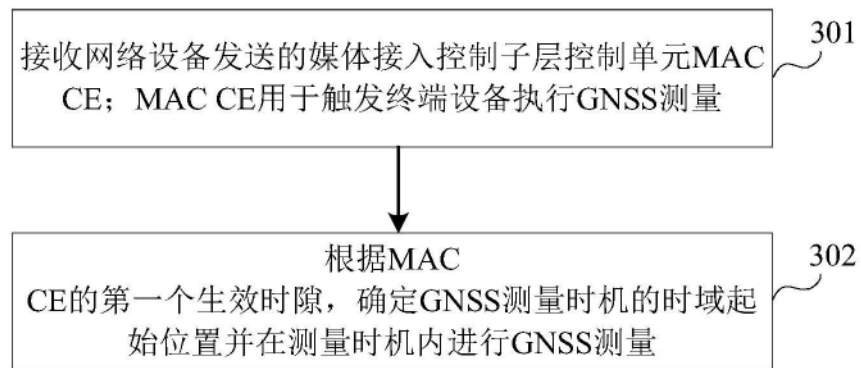 接收网络设备发送的媒体接入控制子层控制单元MAC
CE；MAC CE用于触发终端设备执行GNSS测量
301
根据MAC
CE的第一个生效时隙，确定GNSS测量时机的时域起
始位置并在测量时机内进行GNSS测量
302